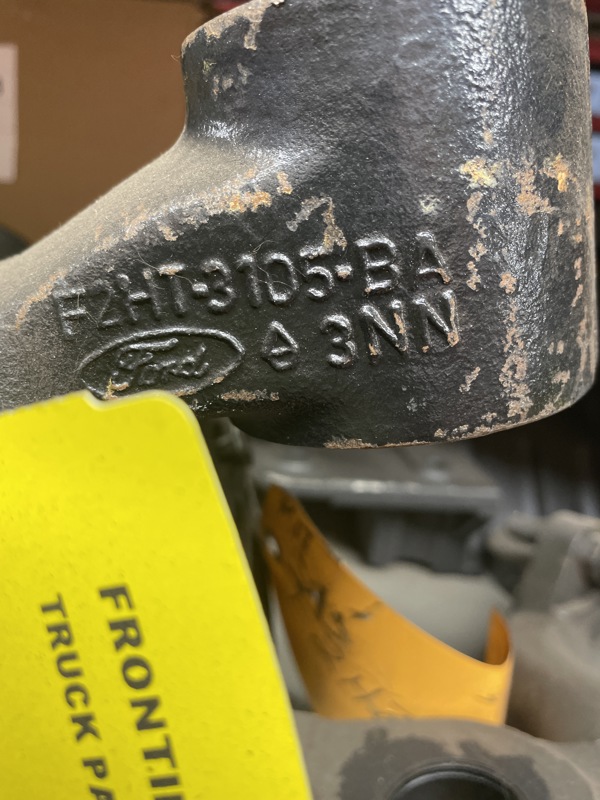 F2HT·3105·BA
Ford 3NN
FRONTI
TRUCK PA